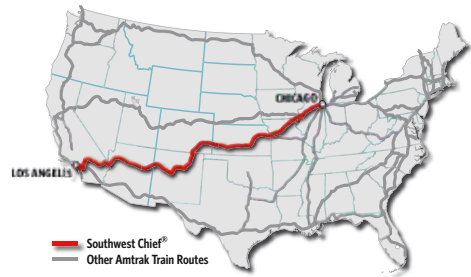 CHICAGO
LOS ANGELES
Southwest Chief®
Other Amtrak Train Routes